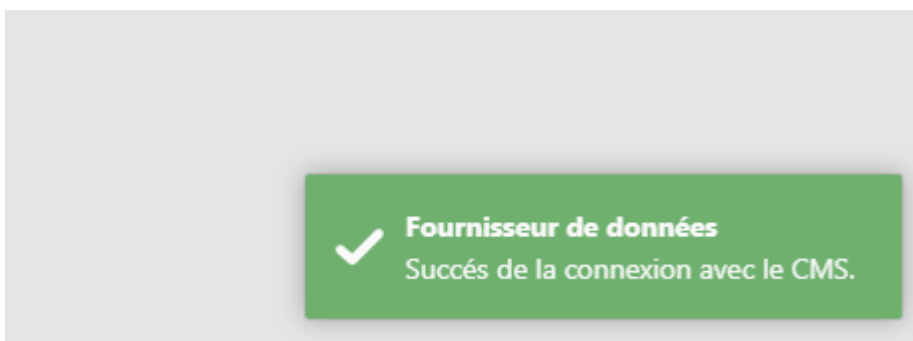 Fournisseur de données
Succés de la connexion avec le CMS.